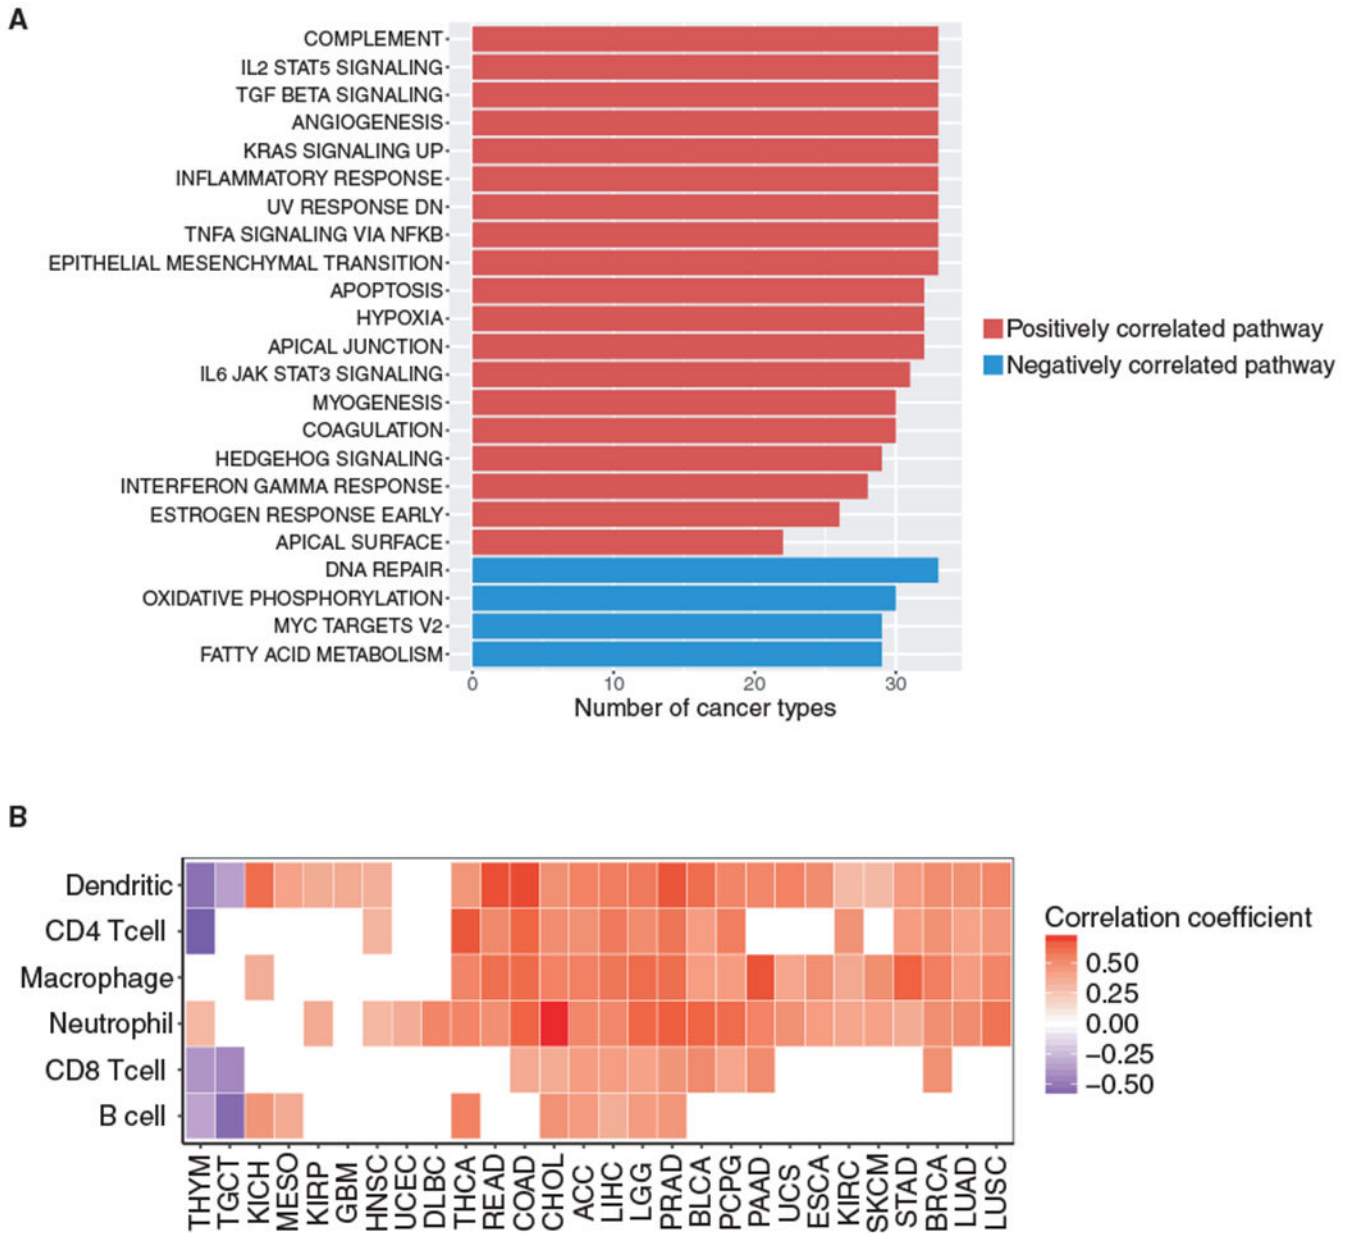 A
COMPLEMENT
IL2 STAT5 SIGNALING
TGF BETA SIGNALING
ANGIOGENESIS
KRAS SIGNALING UP
INFLAMMATORY RESPONSE
UV RESPONSE DN
TNFA SIGNALING VIA NFKB
EPITHELIAL MESENCHYMAL TRANSITION
APOPTOSIS
HYPOXIA
APICAL JUNCTION
IL6 JAK STAT3 SIGNALING
MYOGENESIS
COAGULATION
HEDGEHOG SIGNALING
INTERFERON GAMMA RESPONSE
ESTROGEN RESPONSE EARLY
APICAL SURFACE
DNA REPAIR
OXIDATIVE PHOSPHORYLATION
MYC TARGETS V2
FATTY ACID METABOLISM
0 10 20 30
Number of cancer types
Positively correlated pathway
Negatively correlated pathway
B
Dendritic
CD4 Tcell
Macrophage
Neutrophil
CD8 Tcell
B cell
THYM
TGCT
KICH
MESO
KIRP
GBM
HNSC
UCEC
DLBC
THCA
READ
COAD
CHOL
ACC
LIHC
LGG
PRAD
BLCA
PCPG
PAAD
UCS
ESCA
KIRC
SKCM
STAD
BRCA
LUAD
LUSC
Correlation coefficient
0.50
0.25
0.00
−0.25
−0.50